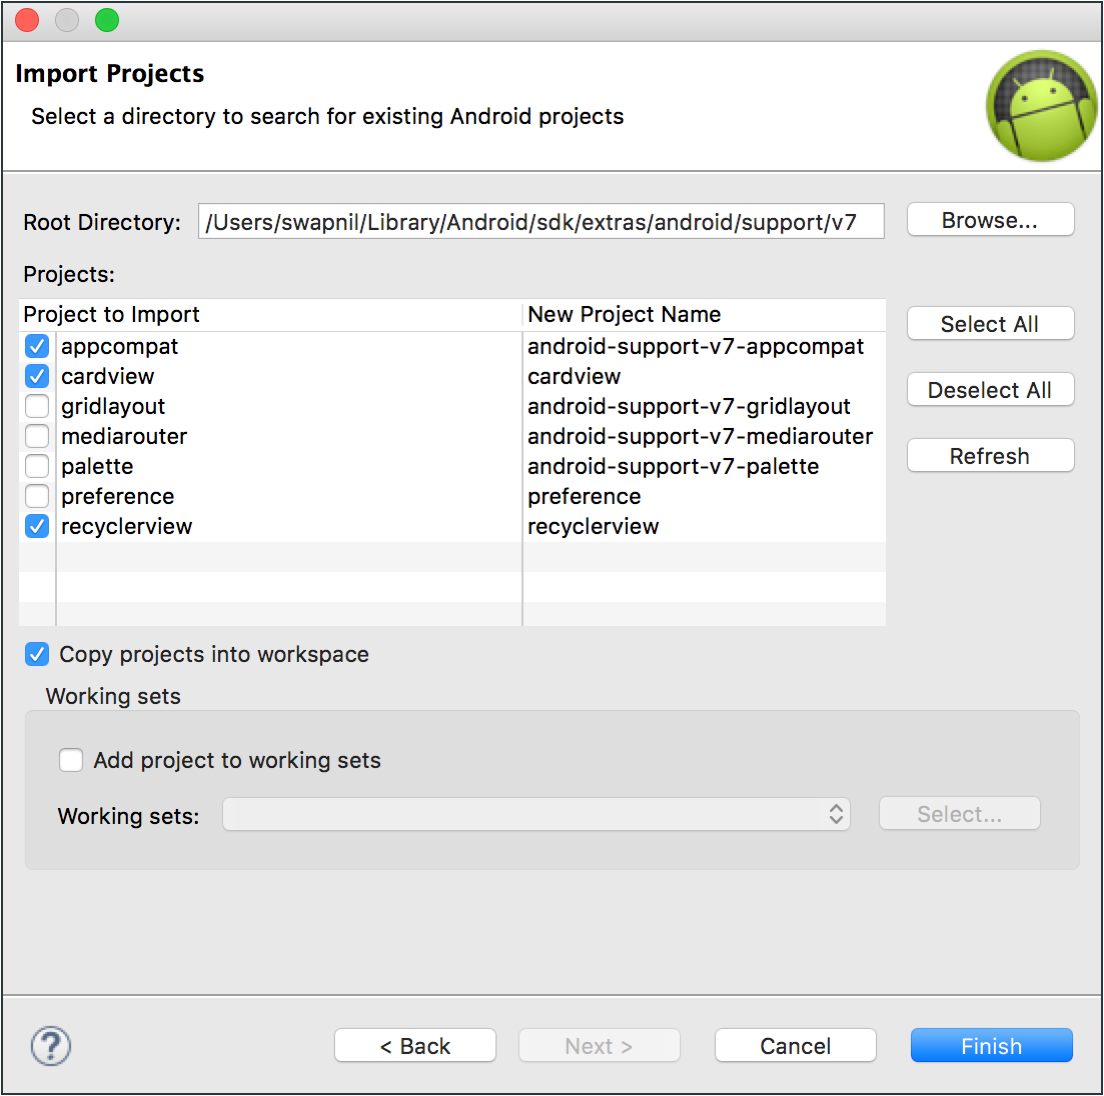 Import Projects
Select a directory to search for existing Android projects
Root Directory: /Users/swapnil/Library/Android/sdk/extras/android/support/v7 Browse...
Projects:
Project to Import New Project Name
Select All
appcompat android-support-v7-appcompat
cardview cardview
Deselect All
gridlayout android-support-v7-gridlayout
mediarouter android-support-v7-mediarouter
Refresh
palette android-support-v7-palette
preference preference
recyclerview recyclerview
Copy projects into workspace
Working sets
Add project to working sets
Working sets: Select...
? < Back Next > Cancel Finish